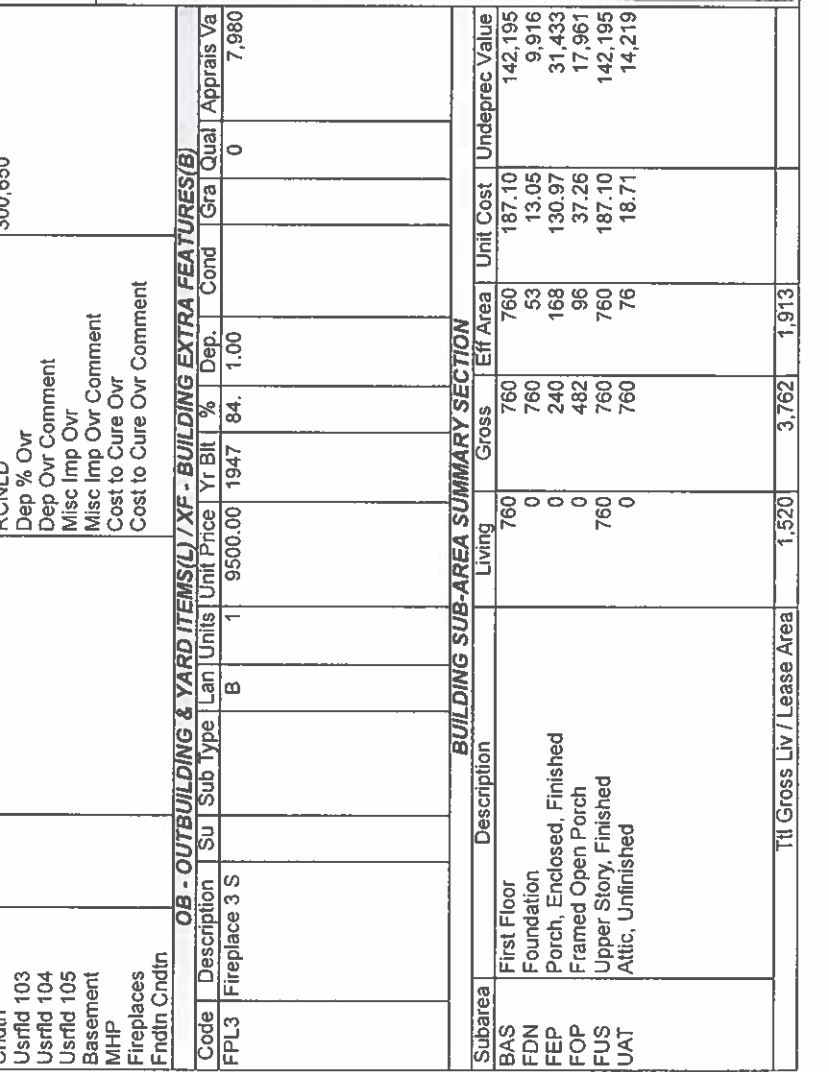 Cndtn
Usrfld 103
Usrfld 104
Usrfld 105
Basement
MHP
Fireplaces
Fndtn Cndtn
300,650
RCNLD
Dep % Ovr
Dep Ovr Comment
Misc Imp Ovr
Misc Imp Ovr Comment
Cost to Cure Ovr
Cost to Cure Ovr Comment
OB - OUTBUILDING & YARD ITEMS(L) / XF - BUILDING EXTRA FEATURES(B)
Code Description Su Sub Type Lan Units Unit Price Yr Blt % Dep. Cond Gra Qual Apprais Va
FPL3 Fireplace 3 S B 1 9500.00 1947 84. 1.00 0 7,980
BUILDING SUB-AREA SUMMARY SECTION
Subarea Description Living Gross Eff Area Unit Cost Undeprec Value
BAS First Floor 760 760 760 187.10 142,195
FDN Foundation 0 760 53 13.05 9,916
FEP Porch, Enclosed, Finished 0 240 168 130.97 31,433
FOP Framed Open Porch 0 482 96 37.26 17,961
FUS Upper Story, Finished 760 760 760 187.10 142,195
UAT Attic, Unfinished 0 760 76 18.71 14,219
Ttl Gross Liv / Lease Area 1,520 3,762 1,913